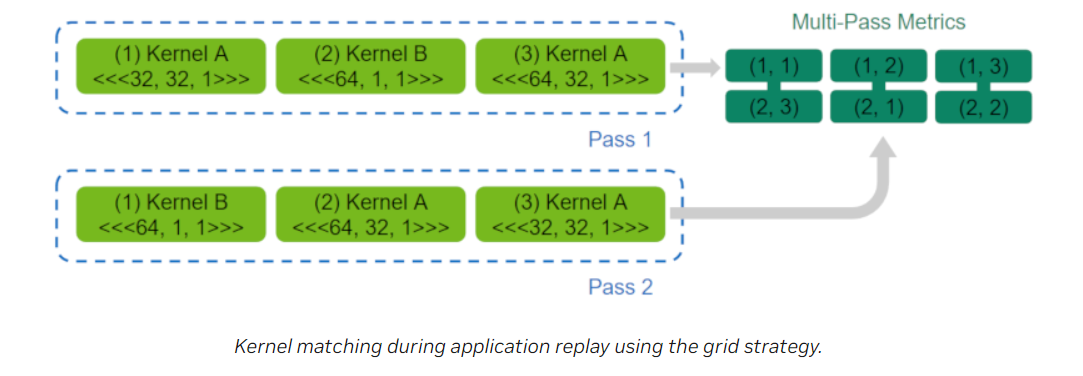 Multi-Pass Metrics
(1) Kernel A
<<<32, 32, 1>>>
(2) Kernel B
<<<64, 1, 1>>>
(3) Kernel A
<<<64, 32, 1>>>
Pass 1
(1, 1)
(2, 3)
(1, 2)
(2, 1)
(1, 3)
(2, 2)
(1) Kernel B
<<<64, 1, 1>>>
(2) Kernel A
<<<64, 32, 1>>>
(3) Kernel A
<<<32, 32, 1>>>
Pass 2
Kernel matching during application replay using the grid strategy.